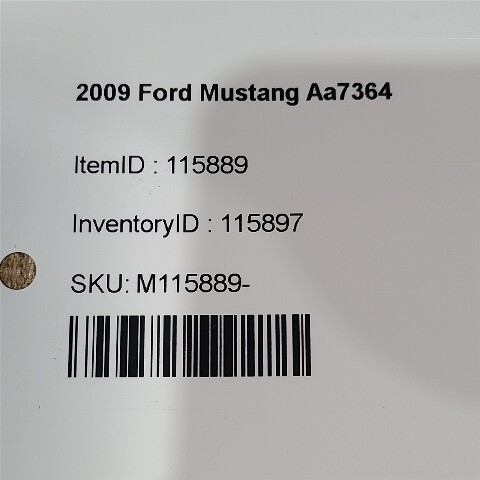 2009 Ford Mustang Aa7364
ItemID : 115889
InventoryID : 115897
SKU: M115889-